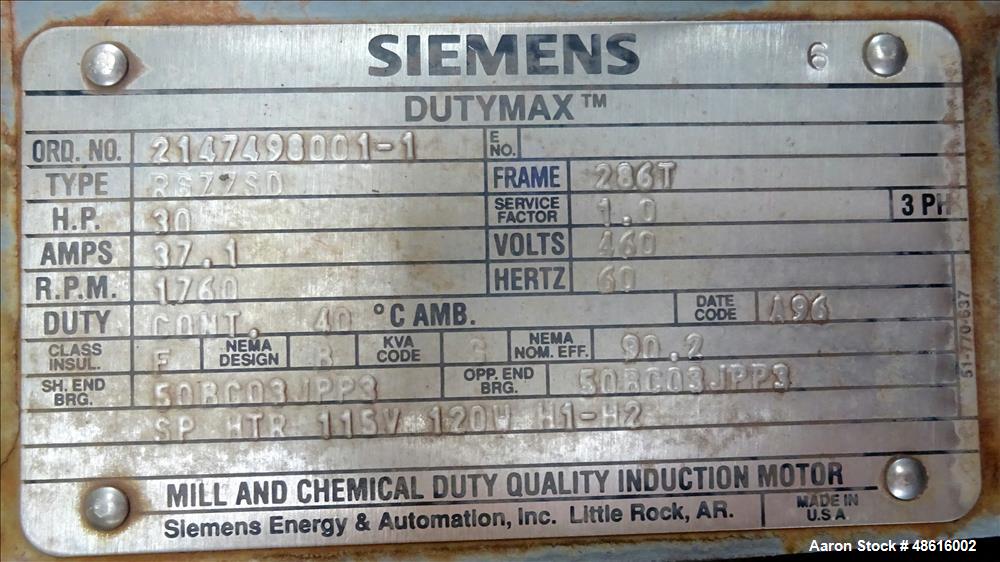 SIEMENS 6
DUTYMAX™
ORD. NO. 2147498001-1 E NO.
TYPE RGZZSD FRAME 286T
H.P. 30 SERVICE FACTOR 1.0 3 PH
AMPS 37.1 VOLTS 460
R.P.M. 1760 HERTZ 60
DUTY CONT. 40 °C AMB. DATE CODE A96
CLASS INSUL. F NEMA DESIGN B KVA CODE G NEMA NOM. EFF. 90.2
SH. END BRG. 50BC03JPP3 OPP. END BRG. 50BC03JPP3
SP HTR 115V 120W H1-H2
MILL AND CHEMICAL DUTY QUALITY INDUCTION MOTOR
Siemens Energy & Automation, Inc. Little Rock, AR. MADE IN U.S.A
51-770-637
Aaron Stock # 48616002